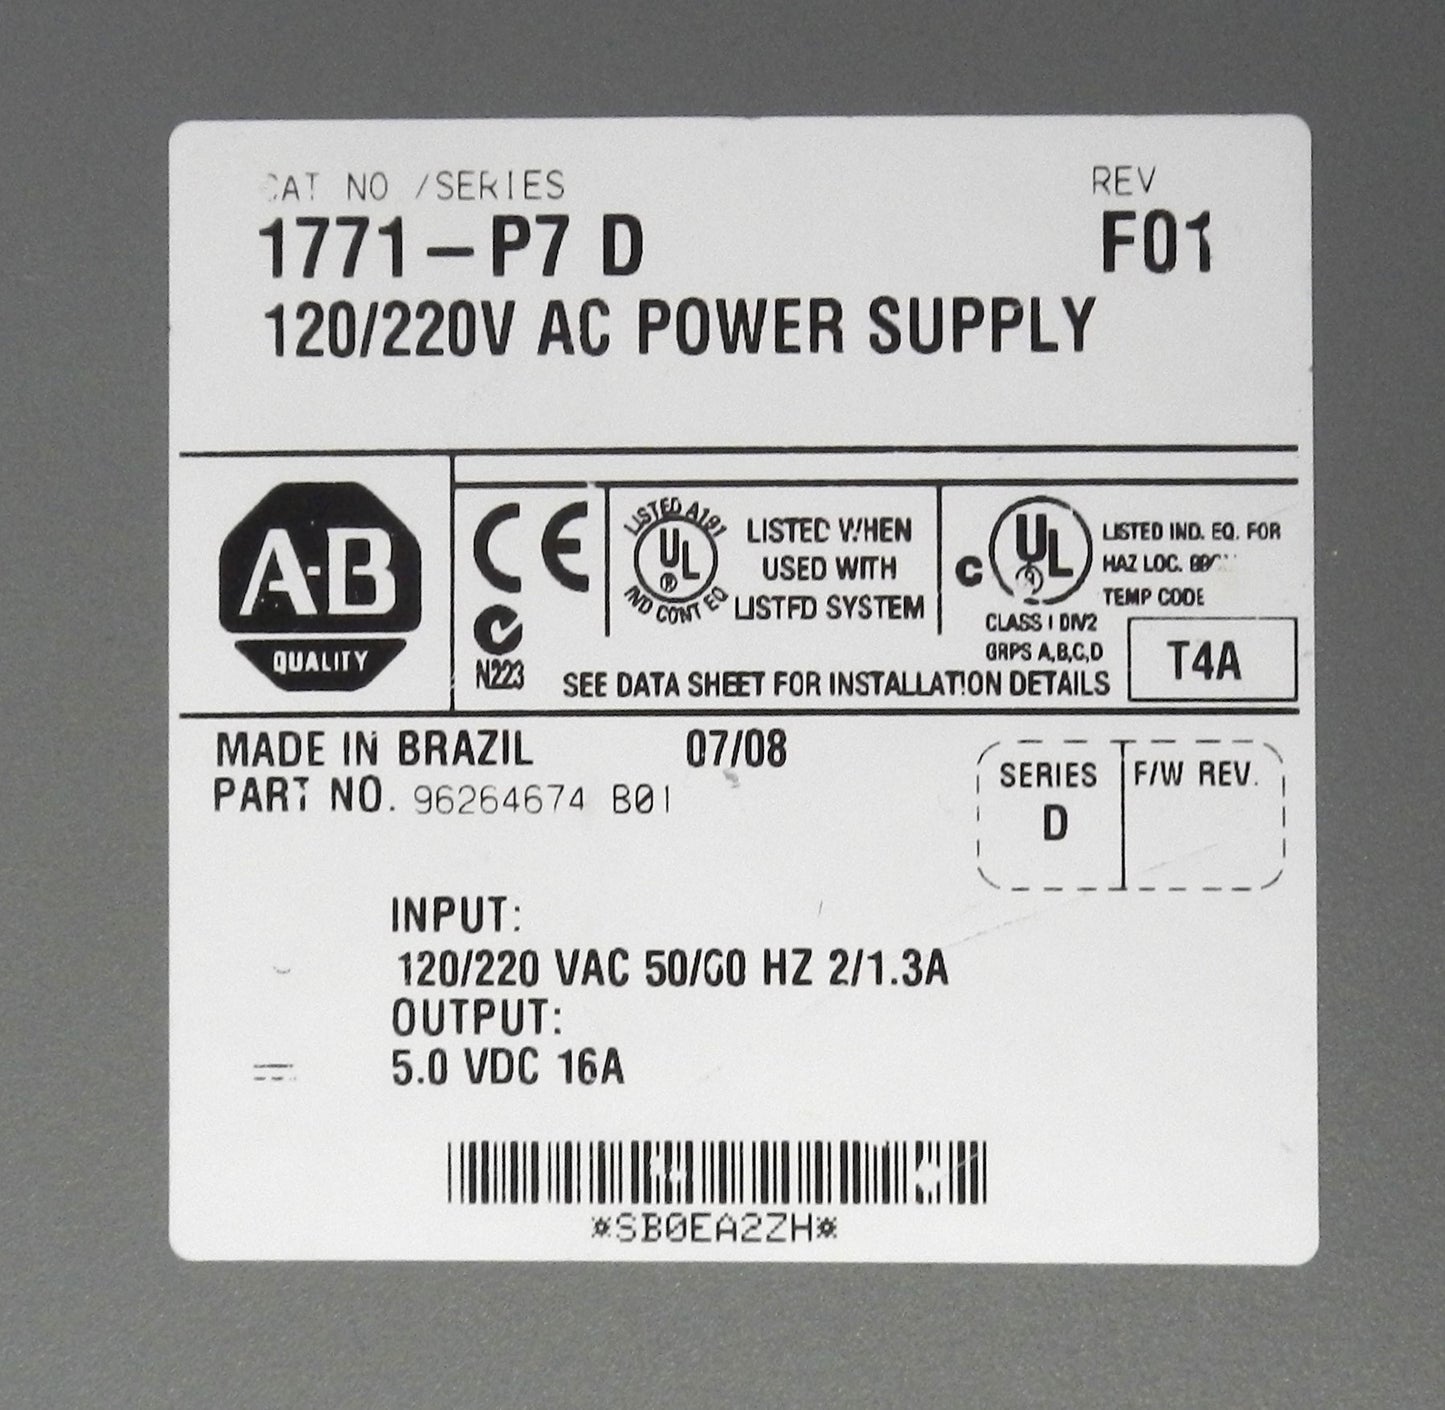 CAT NO /SERIES REV
1771-P7 D F01
120/220V AC POWER SUPPLY
A-B
QUALITY
CE
N223
LISTED A191
UL
®
IND CONT EQ
LISTED WHEN
USED WITH
LISTED SYSTEM
C UL
®
LISTED IND. EQ. FOR
HAZ LOC.
TEMP CODE
CLASS I DIV2
GRPS A,B,C,D
T4A
SEE DATA SHEET FOR INSTALLATION DETAILS
MADE IN BRAZIL 07/08
PART NO. 96264674 B01
SERIES F/W REV.
D
INPUT:
120/220 VAC 50/60 HZ 2/1.3A
OUTPUT:
5.0 VDC 16A
*SB0EA2ZH*